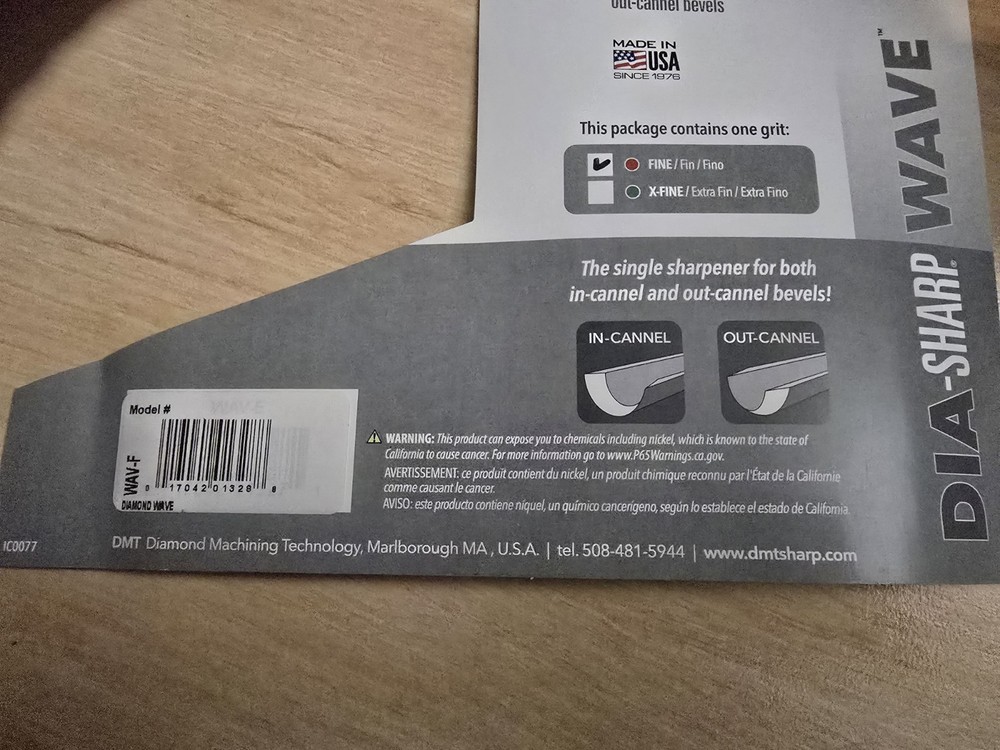 out-cannel bevels
MADE IN
USA
SINCE 1976
This package contains one grit:
FINE / Fin / Fino
X-FINE / Extra Fin / Extra Fino
The single sharpener for both
in-cannel and out-cannel bevels!
IN-CANNEL
OUT-CANNEL
DIA-SHARP® WAVE™
Model #
WAV-F
0 17042 01328 6
DIAMOND WAVE
WARNING: This product can expose you to chemicals including nickel, which is known to the state of
California to cause cancer. For more information go to www.P65Warnings.ca.gov.
AVERTISSEMENT: ce produit contient du nickel, un produit chimique reconnu par l'État de la Californie
comme causant le cancer.
AVISO: este producto contiene níquel, un químico cancerígeno, según lo establece el estado de California.
DMT Diamond Machining Technology, Marlborough MA, U.S.A. | tel. 508-481-5944 | www.dmtsharp.com